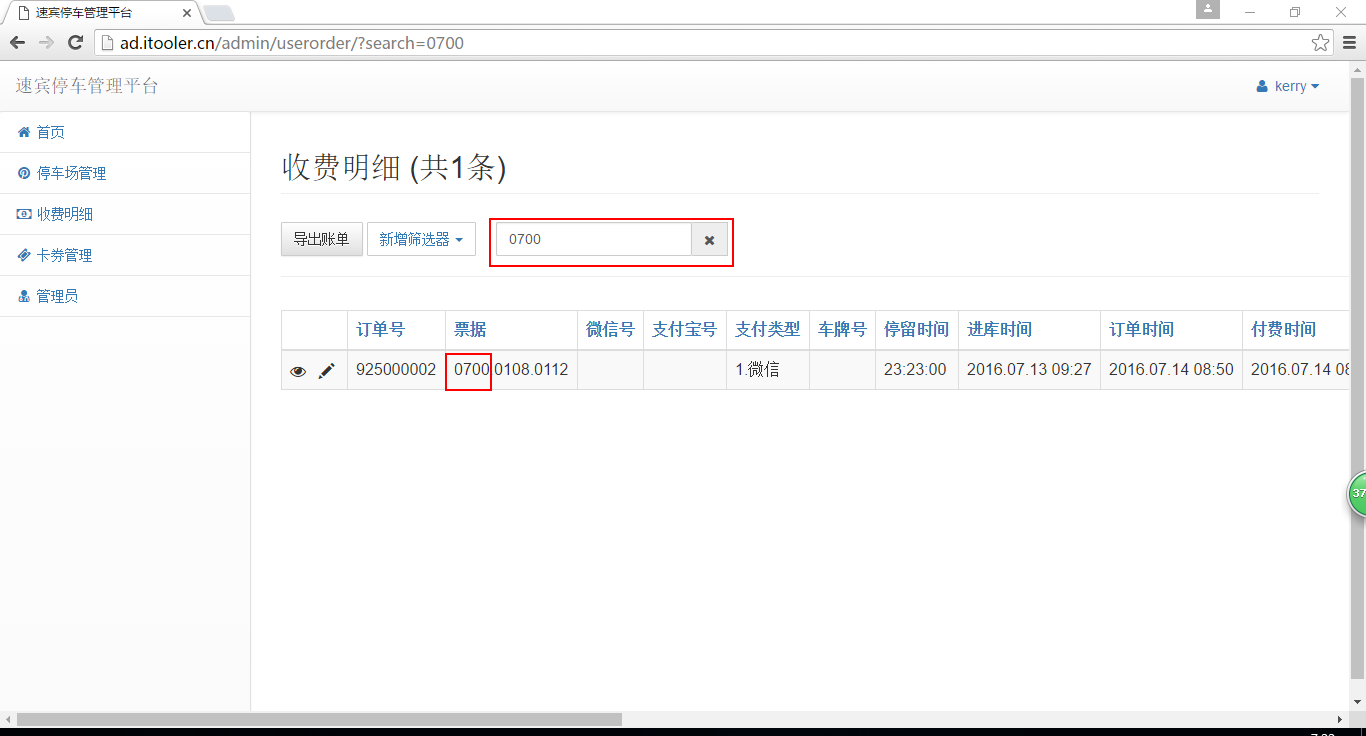 速宾停车管理平台
ad.itooler.cn/admin/userorder/?search=0700
速宾停车管理平台
kerry
首页
停车场管理
收费明细
卡券管理
管理员
收费明细 (共1条)
导出账单 新增筛选器 0700
订单号 票据 微信号 支付宝号 支付类型 车牌号 停留时间 进库时间 订单时间 付费时间
925000002 0700.0108.0112 1.微信 23:23:00 2016.07.13 09:27 2016.07.14 08:50 2016.07.14 08
37